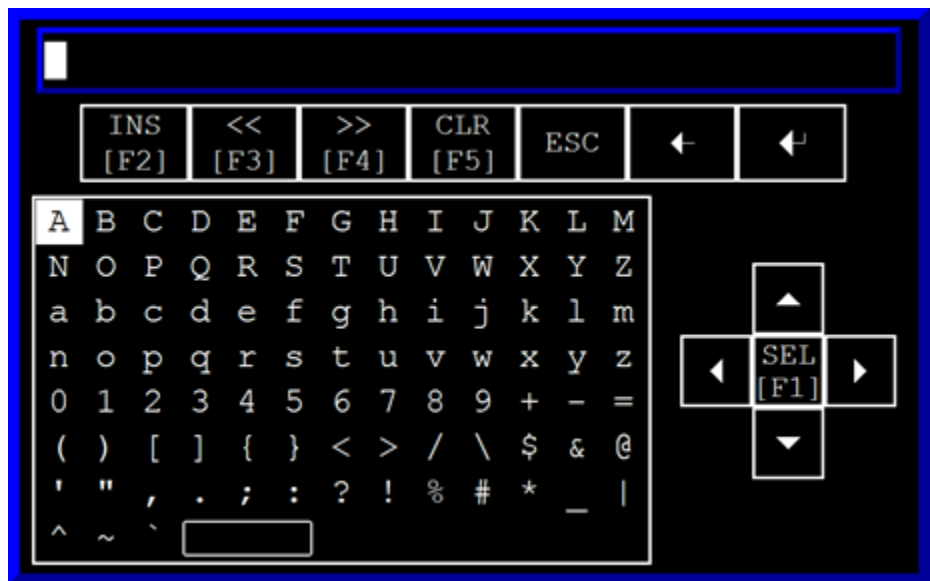 INS << >> CLR ESC ← ↵
[F2] [F3] [F4] [F5]
A B C D E F G H I J K L M
N O P Q R S T U V W X Y Z
a b c d e f g h i j k l m
n o p q r s t u v w x y z
0 1 2 3 4 5 6 7 8 9 + - =
( ) [ ] { } < > / \ $ & @
' " , . ; : ? ! % # * _ |
^ ~ `
SEL
[F1]